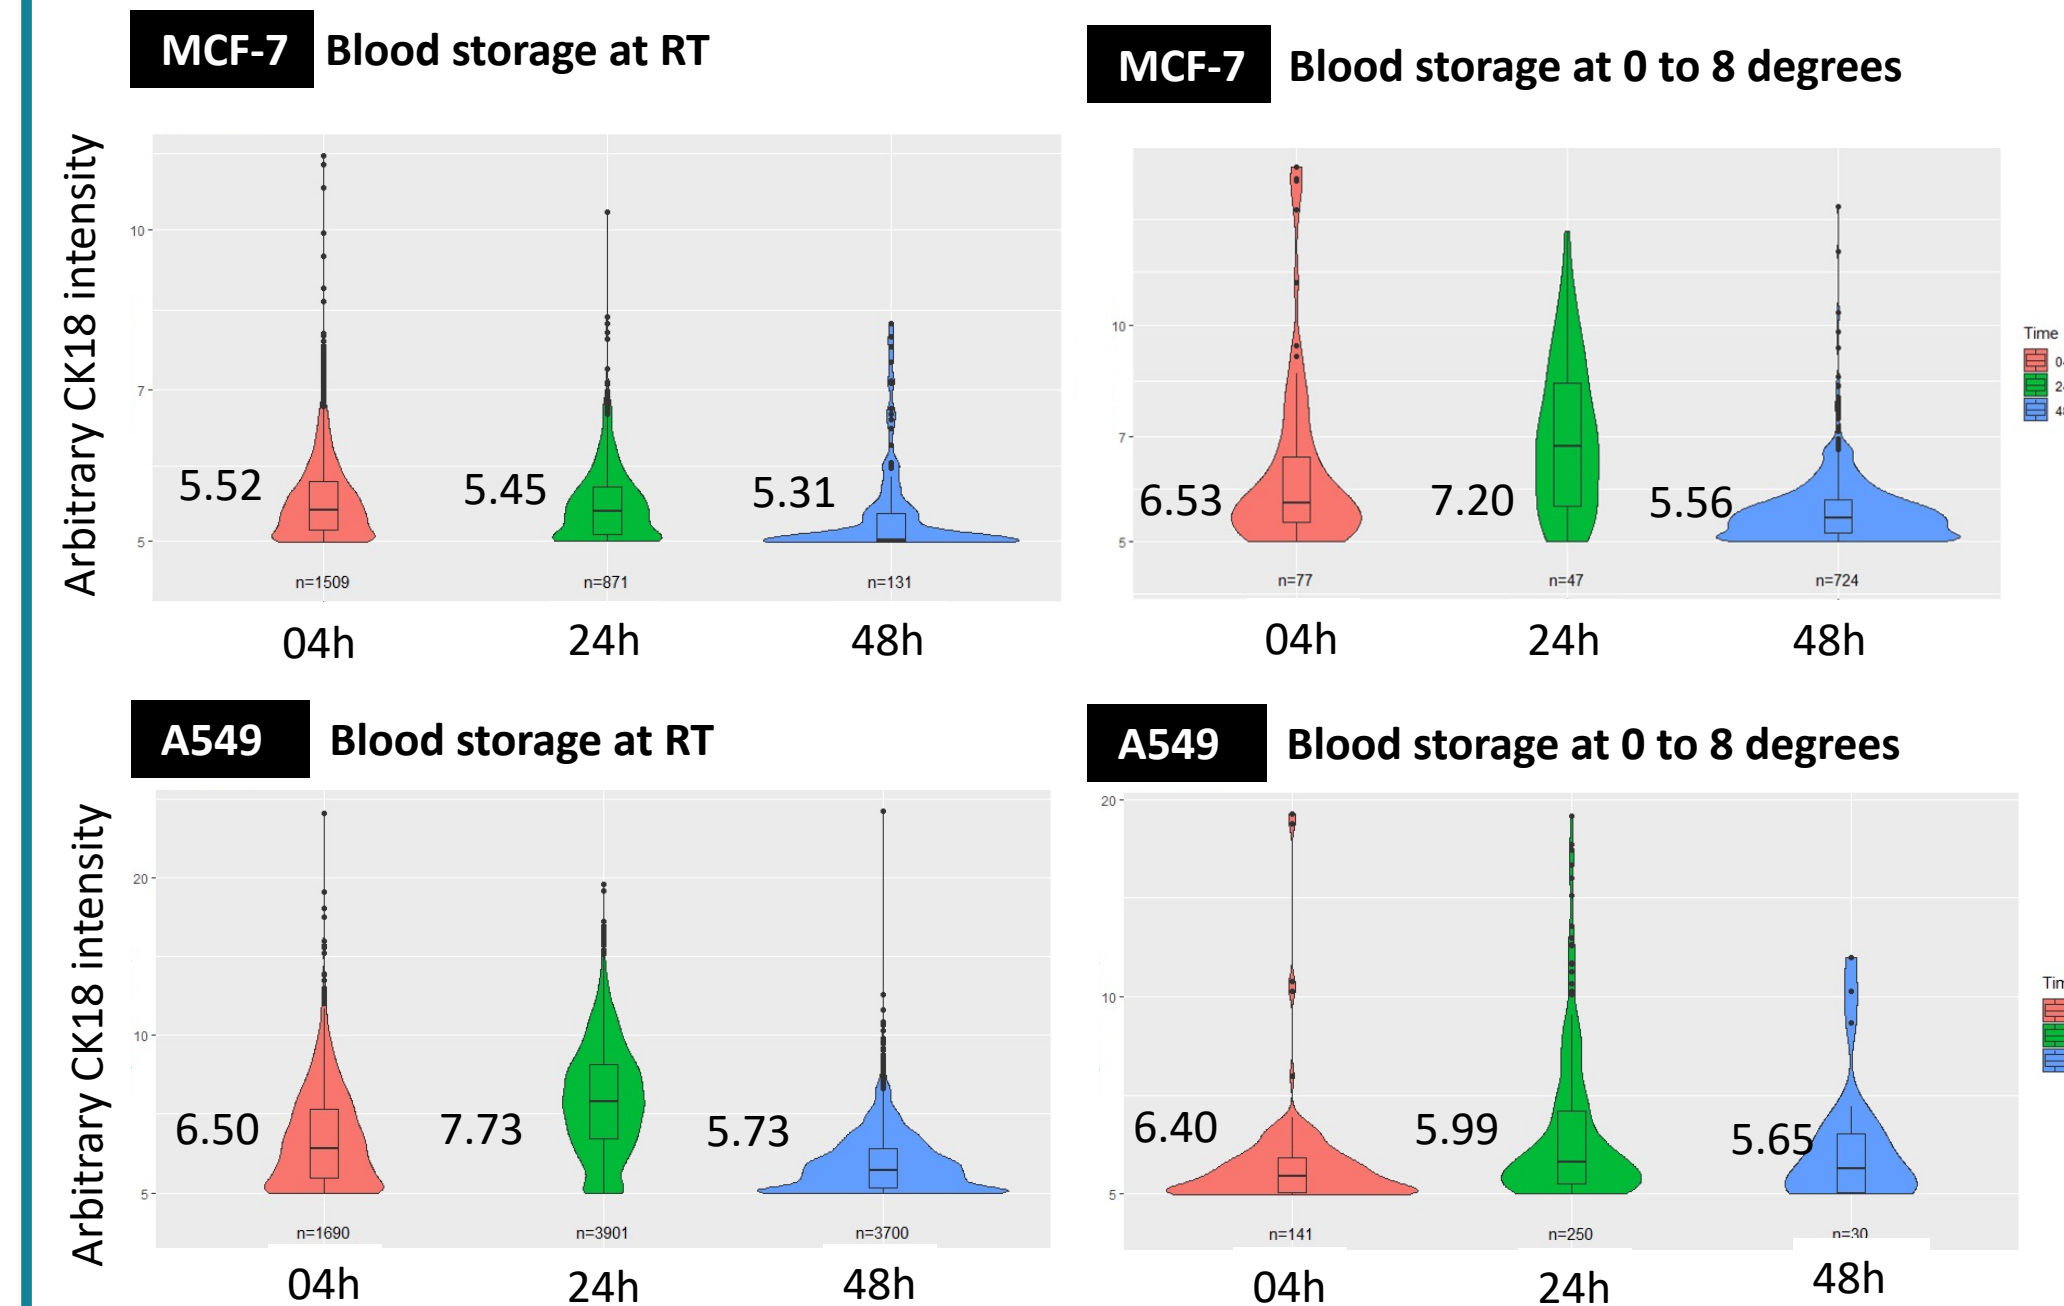 MCF-7 Blood storage at RT
Arbitrary CK18 intensity
10
7
5
5.52
5.45
5.31
n=1509
n=871
n=131
04h
24h
48h
MCF-7 Blood storage at 0 to 8 degrees
10
7
5
6.53
7.20
5.56
n=77
n=47
n=724
04h
24h
48h
Time
A549 Blood storage at RT
Arbitrary CK18 intensity
20
10
5
6.50
7.73
5.73
n=1690
n=3901
n=3700
04h
24h
48h
A549 Blood storage at 0 to 8 degrees
20
10
5
6.40
5.99
5.65
n=141
n=250
n=30
04h
24h
48h